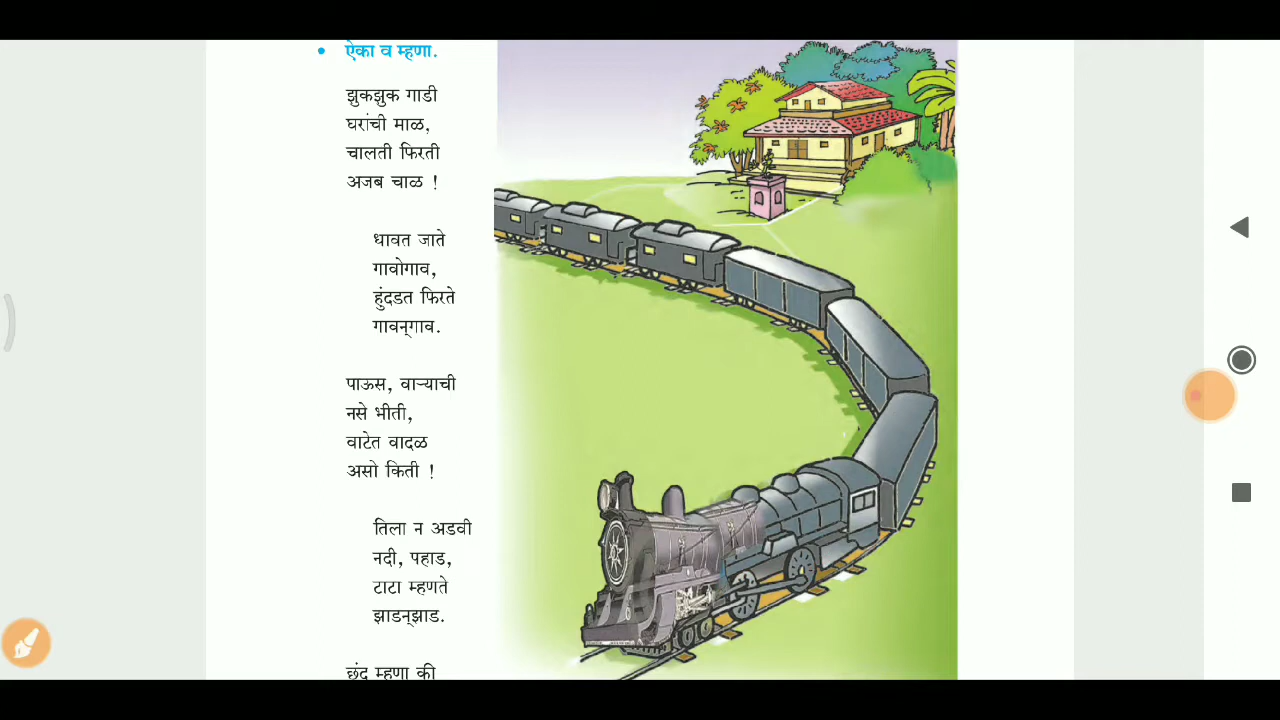 • ऐका व म्हणा.
झुकझुक गाडी
घरांची माळ,
चालती फिरती
अजब चाळ !
धावत जाते
गावोगाव,
हुंदडत फिरते
गावन्‌गाव.
पाऊस, वाऱ्याची
नसे भीती,
वाटेत वादळ
असो किती !
तिला न अडवी
नदी, पहाड,
टाटा म्हणते
झाडन्‌झाड.
छंद म्हणा की